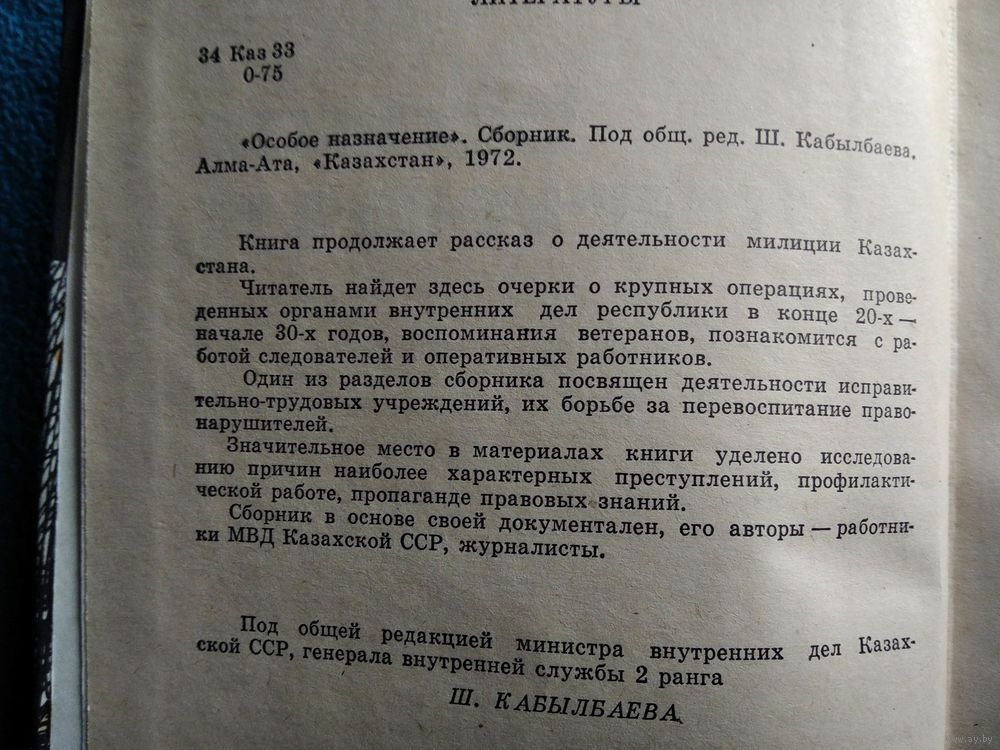 ЛИТЕРАТУРЫ
34 Каз 33
О-75
«Особое назначение». Сборник. Под общ. ред. Ш. Кабылбаева.
Алма-Ата, «Казахстан», 1972.
Книга продолжает рассказ о деятельности милиции Казах-
стана.
Читатель найдет здесь очерки о крупных операциях, прове-
денных органами внутренних дел республики в конце 20-х —
начале 30-х годов, воспоминания ветеранов, познакомится с ра-
ботой следователей и оперативных работников.
Один из разделов сборника посвящен деятельности исправи-
тельно-трудовых учреждений, их борьбе за перевоспитание право-
нарушителей.
Значительное место в материалах книги уделено исследова-
нию причин наиболее характерных преступлений, профилакти-
ческой работе, пропаганде правовых знаний.
Сборник в основе своей документален, его авторы — работни-
ки МВД Казахской ССР, журналисты.
Под общей редакцией министра внутренних дел Казах-
ской ССР, генерала внутренней службы 2 ранга
Ш. КАБЫЛБАЕВА
www.ay.by